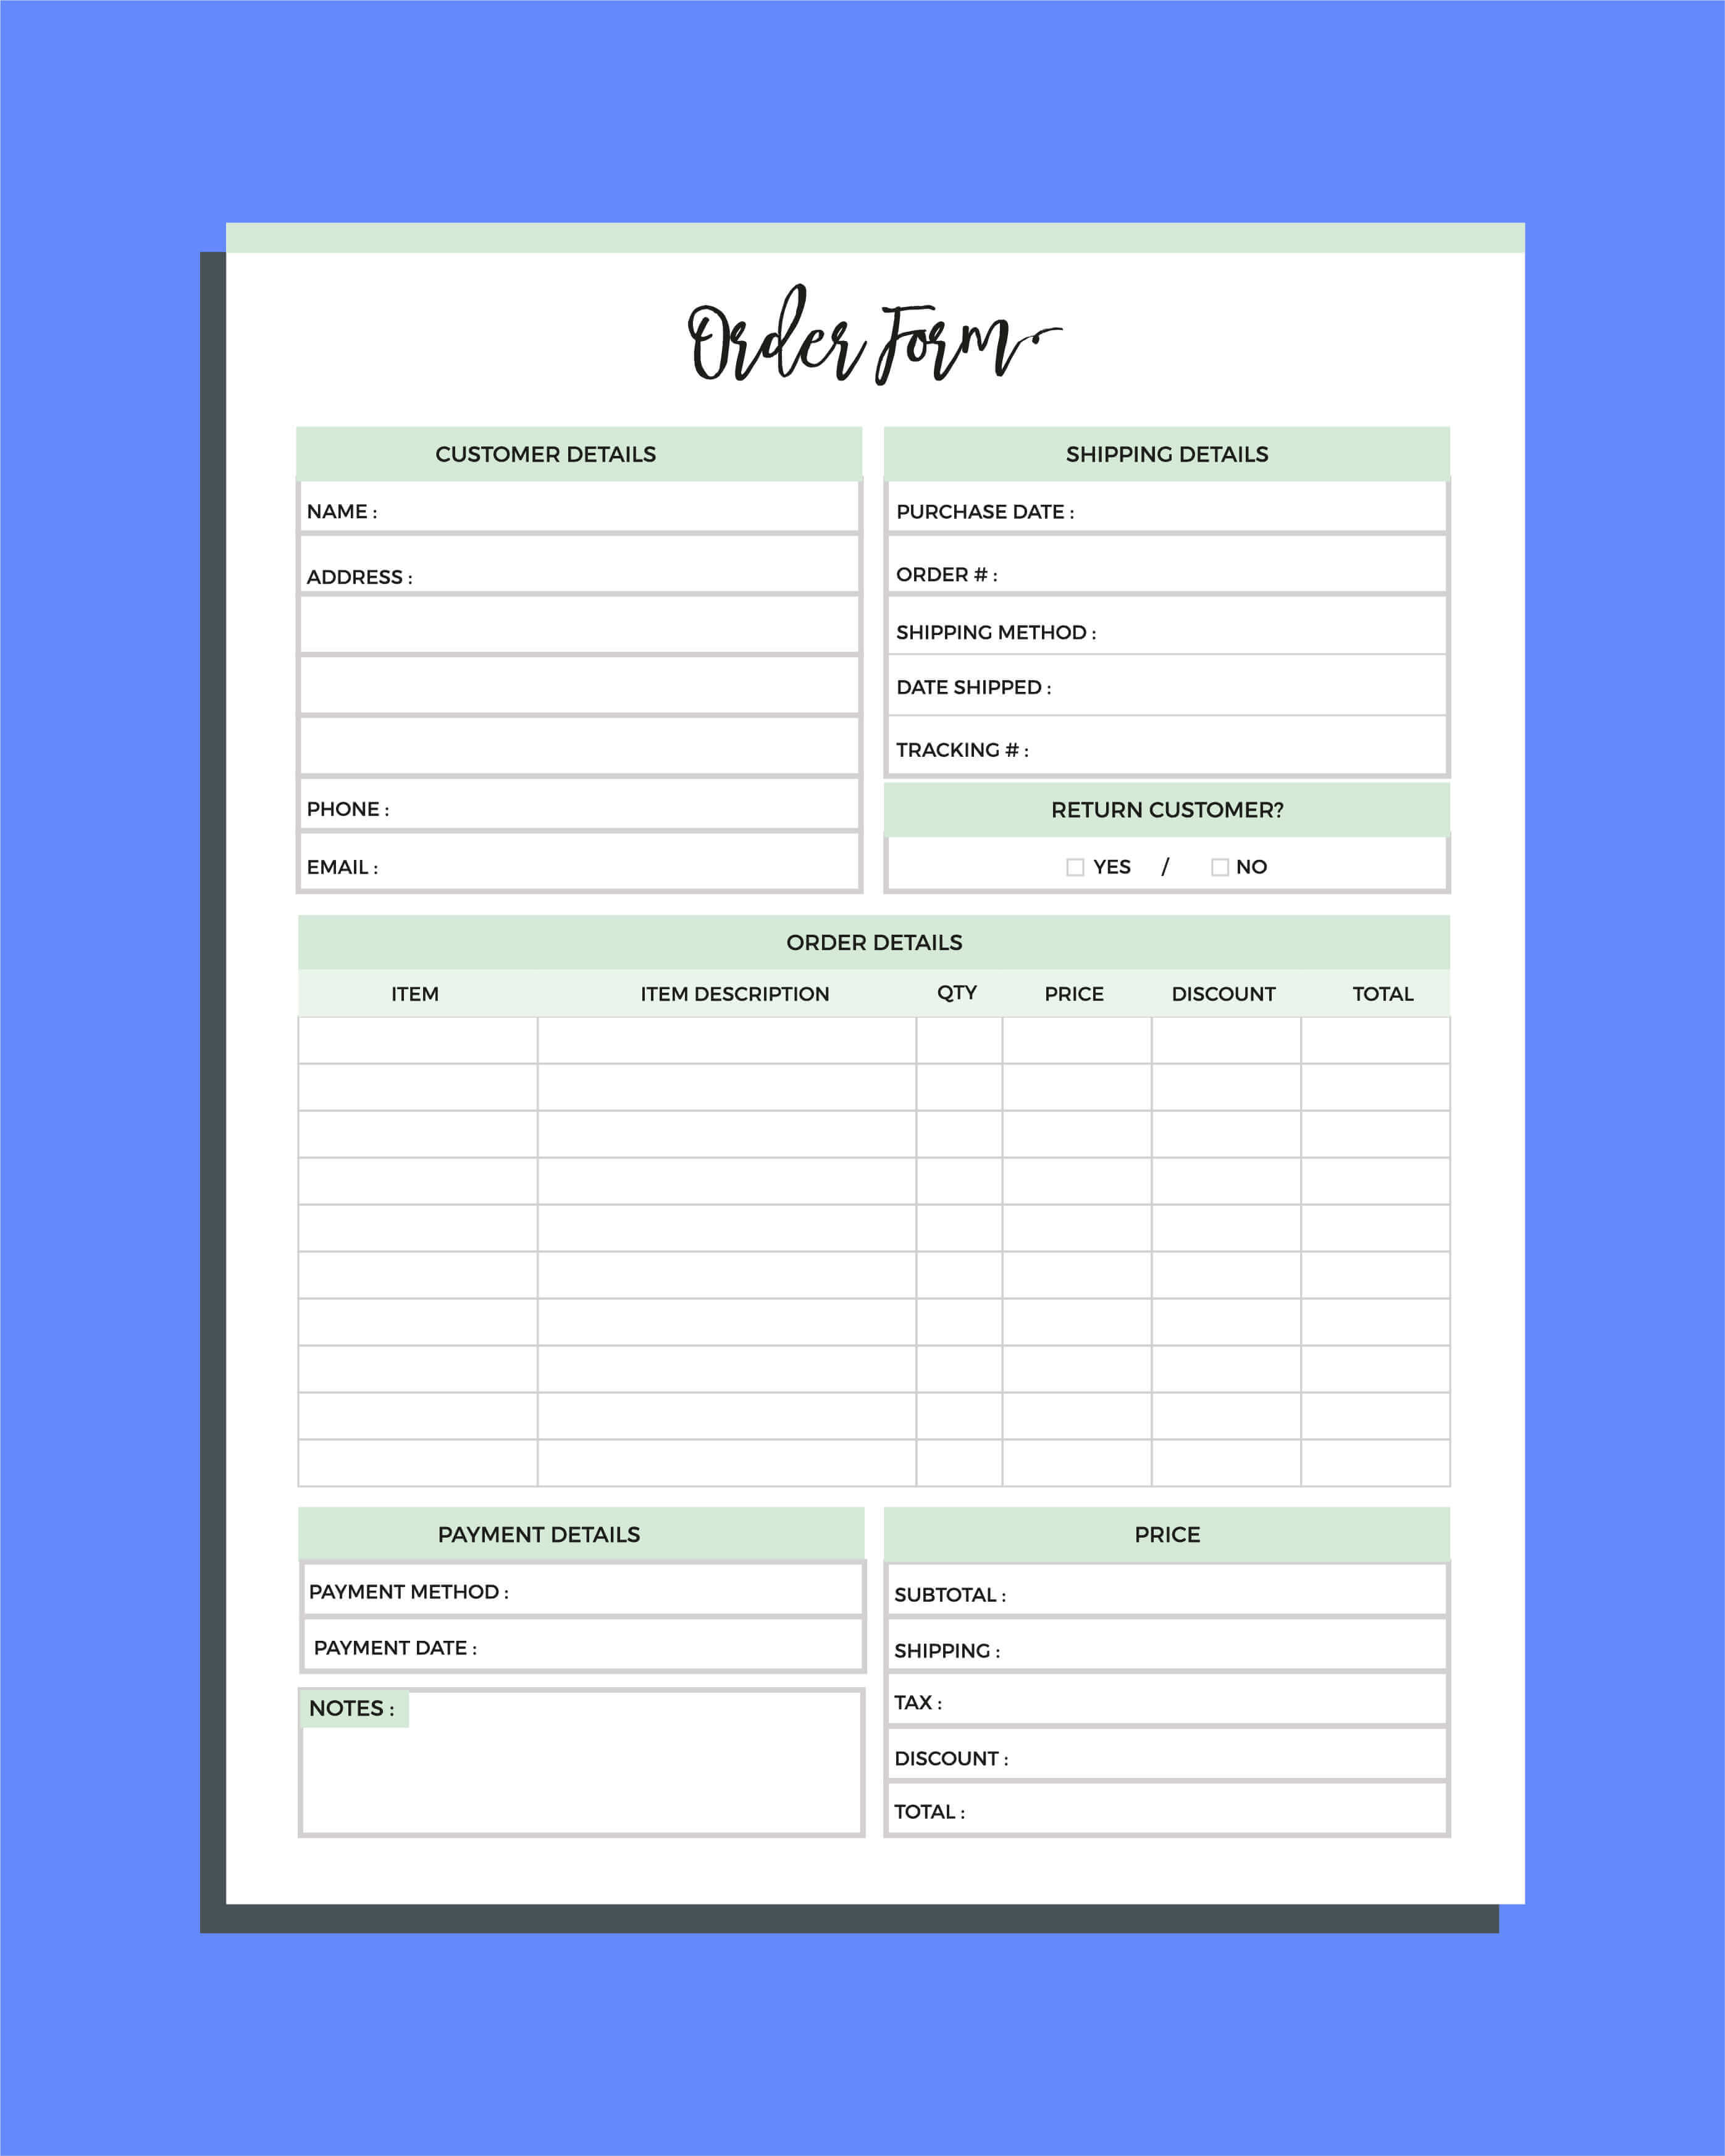 Order Form
CUSTOMER DETAILS
NAME :
ADDRESS :
PHONE :
EMAIL :
SHIPPING DETAILS
PURCHASE DATE :
ORDER # :
SHIPPING METHOD :
DATE SHIPPED :
TRACKING # :
RETURN CUSTOMER?
YES / NO
ORDER DETAILS
ITEM ITEM DESCRIPTION QTY PRICE DISCOUNT TOTAL
PAYMENT DETAILS
PAYMENT METHOD :
PAYMENT DATE :
NOTES :
PRICE
SUBTOTAL :
SHIPPING :
TAX :
DISCOUNT :
TOTAL :